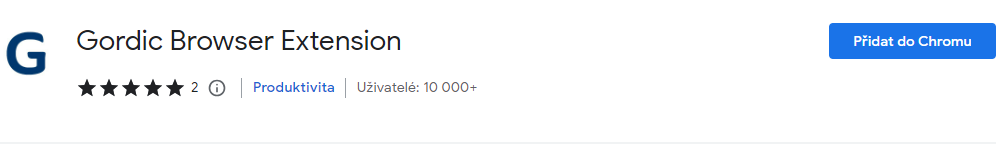 G
Gordic Browser Extension
Přidat do Chromu
2 Produktivita Uživatelé: 10 000+